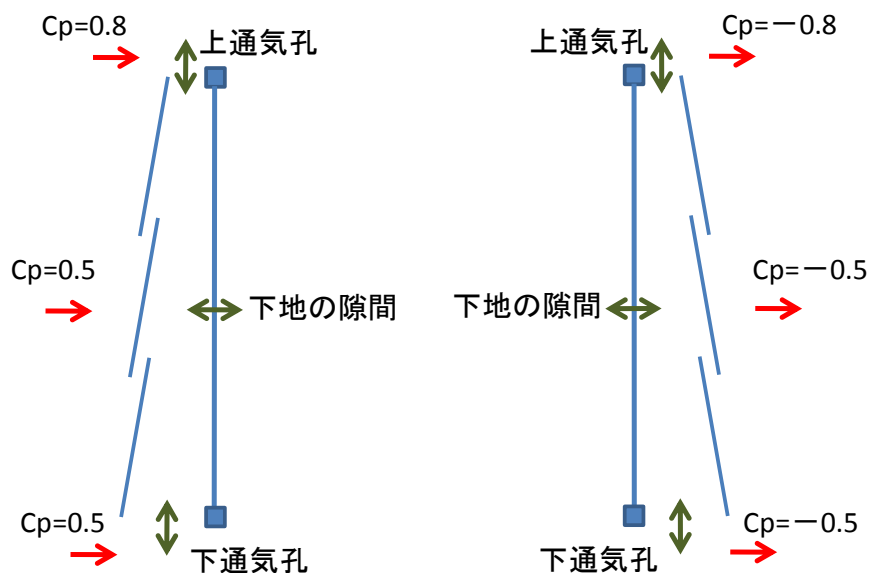 Cp=0.8
上通気孔
Cp=0.5
下地の隙間
Cp=0.5
下通気孔
上通気孔
Cp=－0.8
下地の隙間
Cp=－0.5
下通気孔
Cp=－0.5